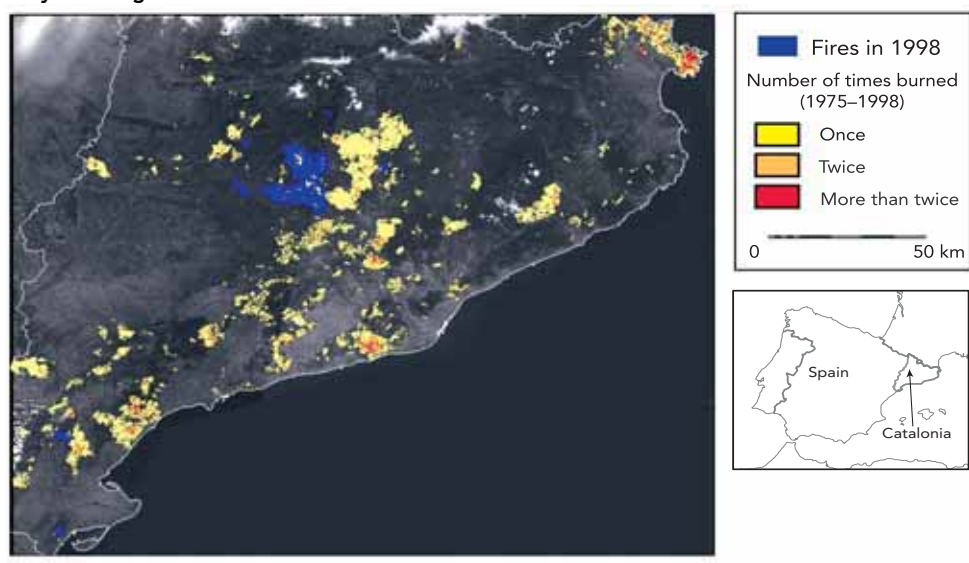 Fires in 1998
Number of times burned
(1975–1998)
Once
Twice
More than twice
0 50 km
Spain
Catalonia